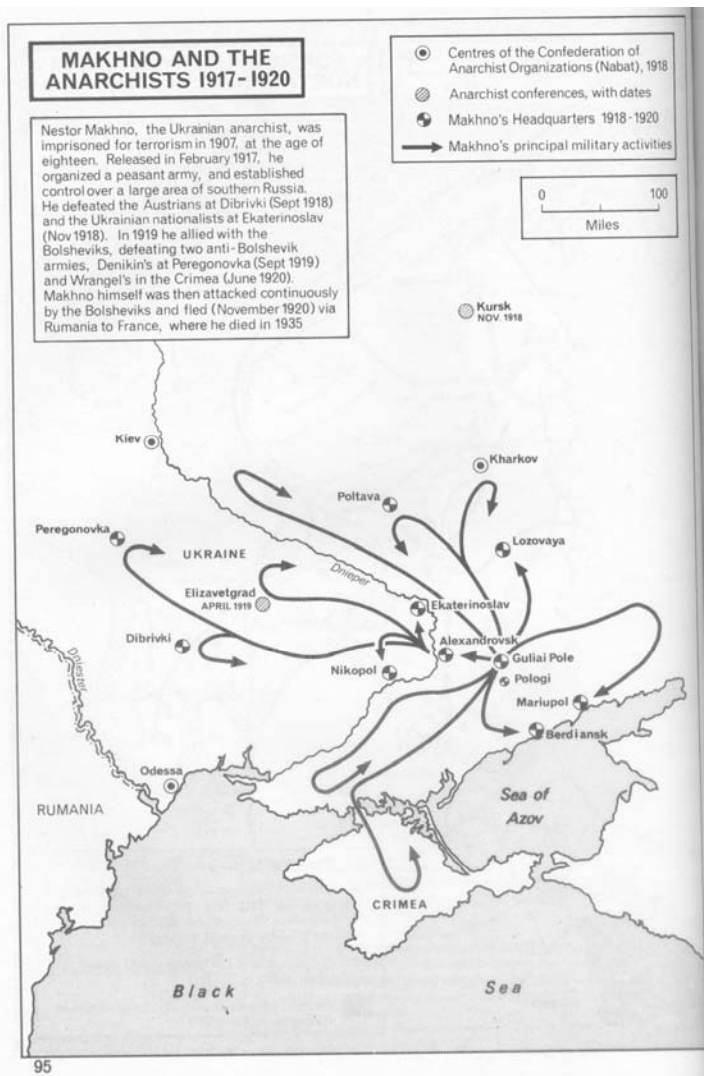 MAKHNO AND THE
ANARCHISTS 1917-1920
Nestor Makhno, the Ukrainian anarchist, was
imprisoned for terrorism in 1907, at the age of
eighteen. Released in February 1917, he
organized a peasant army, and established
control over a large area of southern Russia.
He defeated the Austrians at Dibrivki (Sept 1918)
and the Ukrainian nationalists at Ekaterinoslav
(Nov 1918). In 1919 he allied with the
Bolsheviks, defeating two anti-Bolshevik
armies, Denikin's at Peregonovka (Sept 1919)
and Wrangel's in the Crimea (June 1920).
Makhno himself was then attacked continuously
by the Bolsheviks and fled (November 1920) via
Rumania to France, where he died in 1935
Centres of the Confederation of
Anarchist Organizations (Nabat), 1918
Anarchist conferences, with dates
Makhno's Headquarters 1918-1920
Makhno's principal military activities
0 100
Miles
Kursk
NOV. 1918
Kiev
Kharkov
Poltava
Peregonovka
Lozovaya
UKRAINE
Dnieper
Elizavetgrad
APRIL 1919
Ekaterinoslav
Dibrivki
Alexandrovsk
Guliai Pole
Nikopol
Pologi
Dniester
Mariupol
Berdiansk
Odessa
RUMANIA
Sea of
Azov
CRIMEA
Black Sea
95